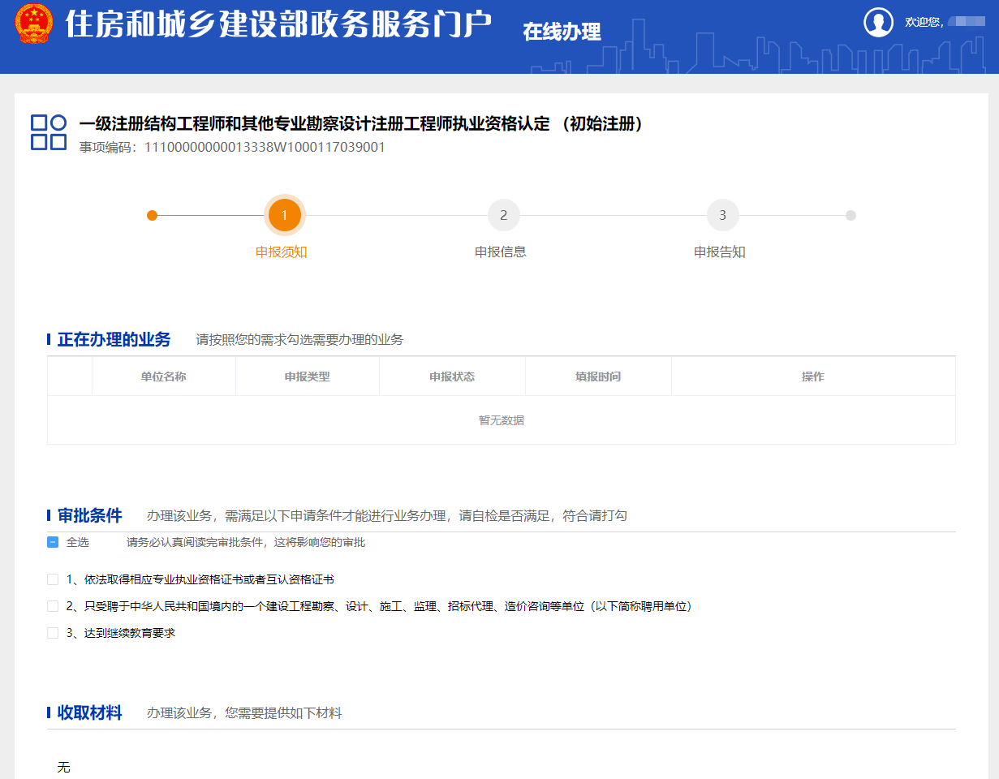 住房和城乡建设部政务服务门户
在线办理
欢迎您,
一级注册结构工程师和其他专业勘察设计注册工程师执业资格认定 （初始注册）
事项编码：11100000000013338W1000117039001
1 2 3
申报须知 申报信息 申报告知
正在办理的业务 请按照您的需求勾选需要办理的业务
单位名称 申报类型 申报状态 填报时间 操作
暂无数据
审批条件 办理该业务，需满足以下申请条件才能进行业务办理，请自检是否满足，符合请打勾
全选 请务必认真阅读完审批条件，这将影响您的审批
1、依法取得相应专业执业资格证书或者互认资格证书
2、只受聘于中华人民共和国境内的一个建设工程勘察、设计、施工、监理、招标代理、造价咨询等单位（以下简称聘用单位）
3、达到继续教育要求
收取材料 办理该业务，您需要提供如下材料
无